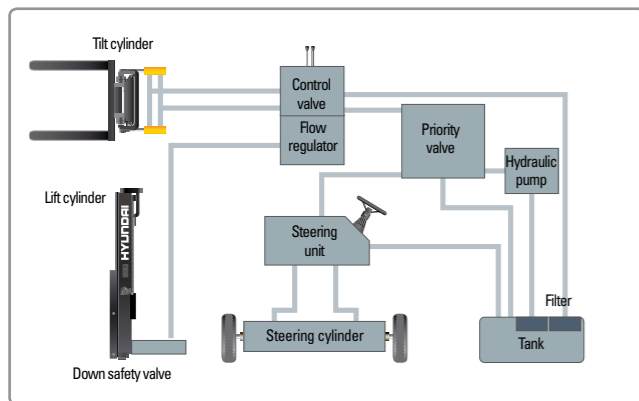 Tilt cylinder
Control
valve
Flow
regulator
Priority
valve
Hydraulic
pump
Lift cylinder
HYUNDAI
Steering
unit
Filter
Steering cylinder
Tank
Down safety valve